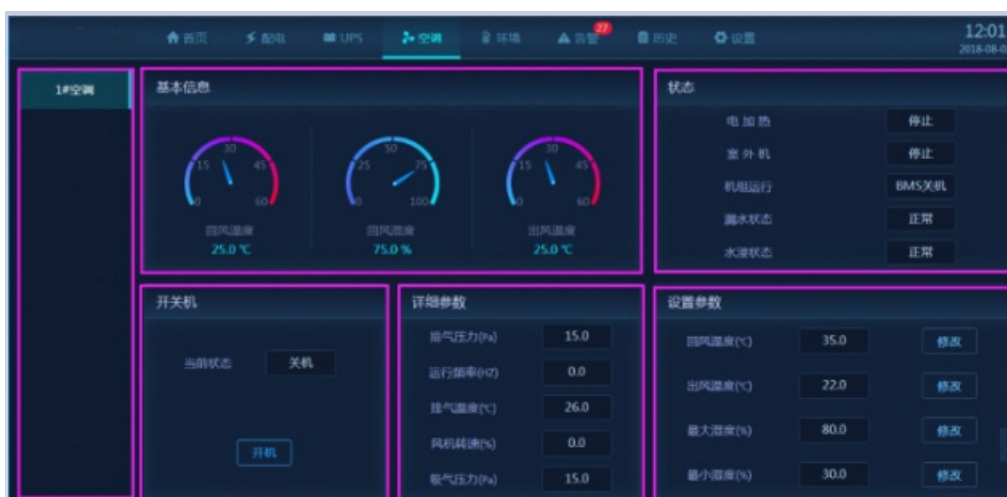 首页 配电 UPS 空调 环境 告警 27 历史 设置 12:01
2018-08-0
1#空调
基本信息
0 15 30 45 60
回风温度
25.0 ℃
0 25 50 75 100
回风湿度
75.0 %
0 15 30 45 60
出风温度
25.0 ℃
状态
电加热 停止
室外机 停止
机组运行 BMS关机
漏水状态 正常
水浸状态 正常
开关机
当前状态 关机
开机
详细参数
排气压力(Pa) 15.0
运行频率(HZ) 0.0
排气温度(℃) 26.0
风机转速(%) 0.0
吸气压力(Pa) 15.0
设置参数
回风温度(℃) 35.0 修改
出风温度(℃) 22.0 修改
最大湿度(%) 80.0 修改
最小湿度(%) 30.0 修改